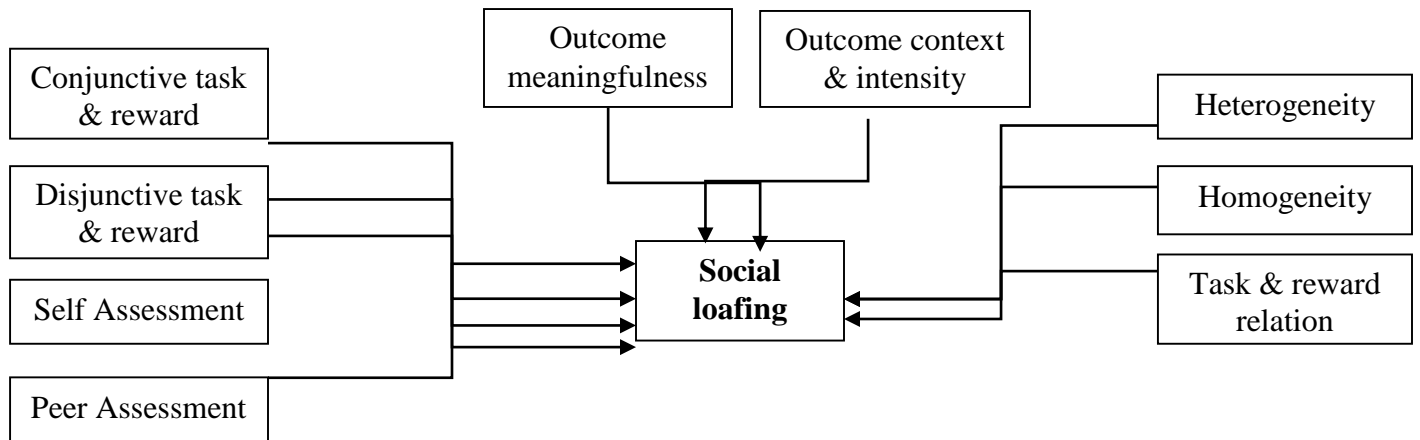 Outcome
meaningfulness
Outcome context
& intensity
Conjunctive task
& reward
Disjunctive task
& reward
Self Assessment
Peer Assessment
Social
loafing
Heterogeneity
Homogeneity
Task & reward
relation